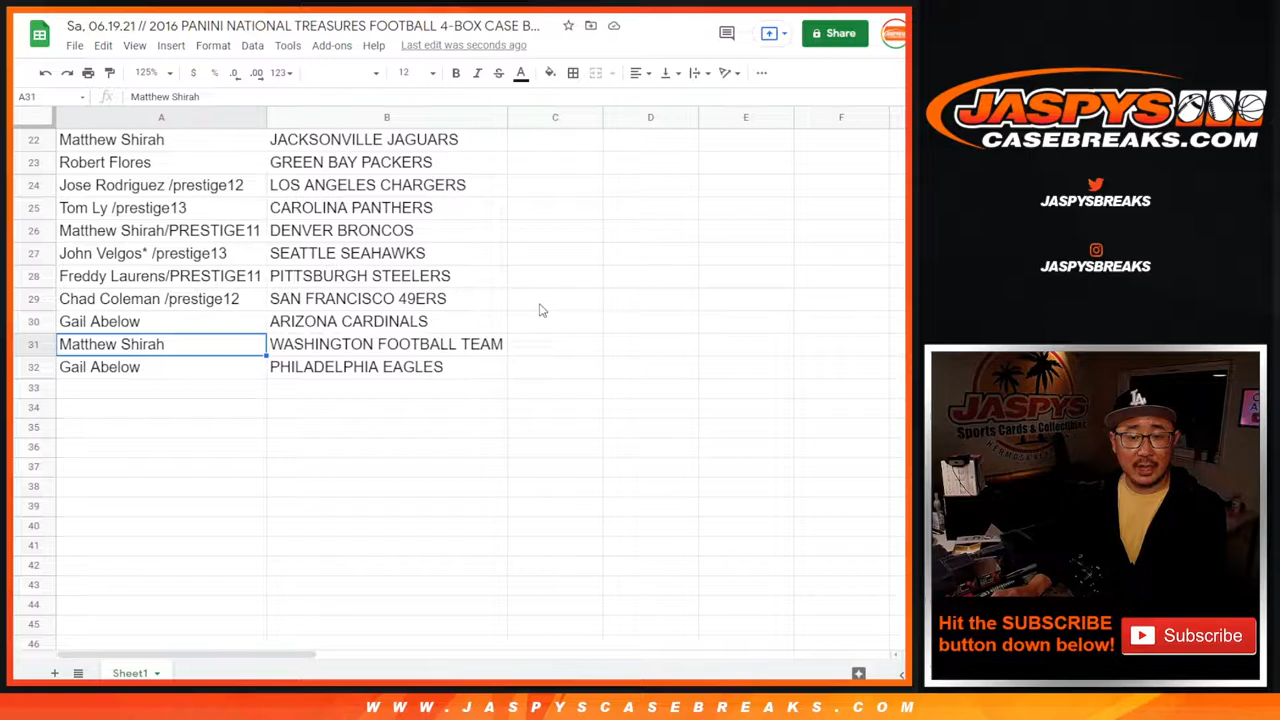 Sa, 06.19.21 // 2016 PANINI NATIONAL TREASURES FOOTBALL 4-BOX CASE B...
File Edit View Insert Format Data Tools Add-ons Help Last edit was seconds ago
Share
125% $ % .0 .00 123 12 B I S A
A31 fx Matthew Shirah
A B C D E F
22 Matthew Shirah JACKSONVILLE JAGUARS
23 Robert Flores GREEN BAY PACKERS
24 Jose Rodriguez /prestige12 LOS ANGELES CHARGERS
25 Tom Ly /prestige13 CAROLINA PANTHERS
26 Matthew Shirah/PRESTIGE11 DENVER BRONCOS
27 John Velgos* /prestige13 SEATTLE SEAHAWKS
28 Freddy Laurens/PRESTIGE11 PITTSBURGH STEELERS
29 Chad Coleman /prestige12 SAN FRANCISCO 49ERS
30 Gail Abelow ARIZONA CARDINALS
31 Matthew Shirah WASHINGTON FOOTBALL TEAM
32 Gail Abelow PHILADELPHIA EAGLES
33
34
35
36
37
38
39
40
41
42
43
44
45
46
Sheet1
JASPYS
CASEBREAKS.COM
JASPYSBREAKS
JASPYSBREAKS
JASPYS
Sports Cards & Collectibles
LA
Hit the SUBSCRIBE
button down below!
Subscribe
WWW.JASPYSCASEBREAKS.COM